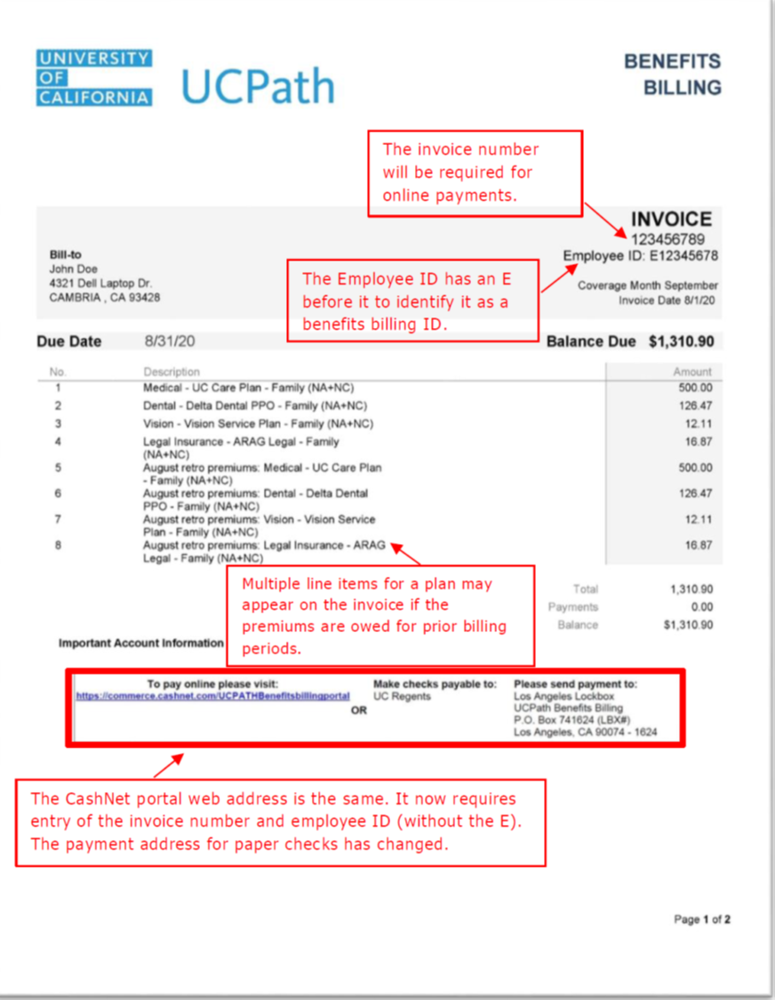 UNIVERSITY
OF
CALIFORNIA
UCPath
BENEFITS
BILLING
The invoice number
will be required for
online payments.
INVOICE
123456789
Employee ID: E12345678
Bill-to
John Doe
4321 Dell Laptop Dr.
CAMBRIA , CA 93428
The Employee ID has an E
before it to identify it as a
benefits billing ID.
Coverage Month September
Invoice Date 8/1/20
Due Date 8/31/20 Balance Due $1,310.90
No. Description Amount
1 Medical - UC Care Plan - Family (NA+NC) 500.00
2 Dental - Delta Dental PPO - Family (NA+NC) 126.47
3 Vision - Vision Service Plan - Family (NA+NC) 12.11
4 Legal Insurance - ARAG Legal - Family 16.87
(NA+NC)
5 August retro premiums: Medical - UC Care Plan 500.00
- Family (NA+NC)
6 August retro premiums: Dental - Delta Dental 126.47
PPO - Family (NA+NC)
7 August retro premiums: Vision - Vision Service 12.11
Plan - Family (NA+NC)
8 August retro premiums: Legal Insurance - ARAG 16.87
Legal - Family (NA+NC)
Multiple line items for a plan may
appear on the invoice if the
premiums are owed for prior billing
periods.
Total 1,310.90
Payments 0.00
Balance $1,310.90
Important Account Information
To pay online please visit:
https://commerce.cashnet.com/UCPATHBenefitsbillingportal
OR
Make checks payable to:
UC Regents
Please send payment to:
Los Angeles Lockbox
UCPath Benefits Billing
P.O. Box 741624 (LBX#)
Los Angeles, CA 90074 - 1624
The CashNet portal web address is the same. It now requires
entry of the invoice number and employee ID (without the E).
The payment address for paper checks has changed.
Page 1 of 2